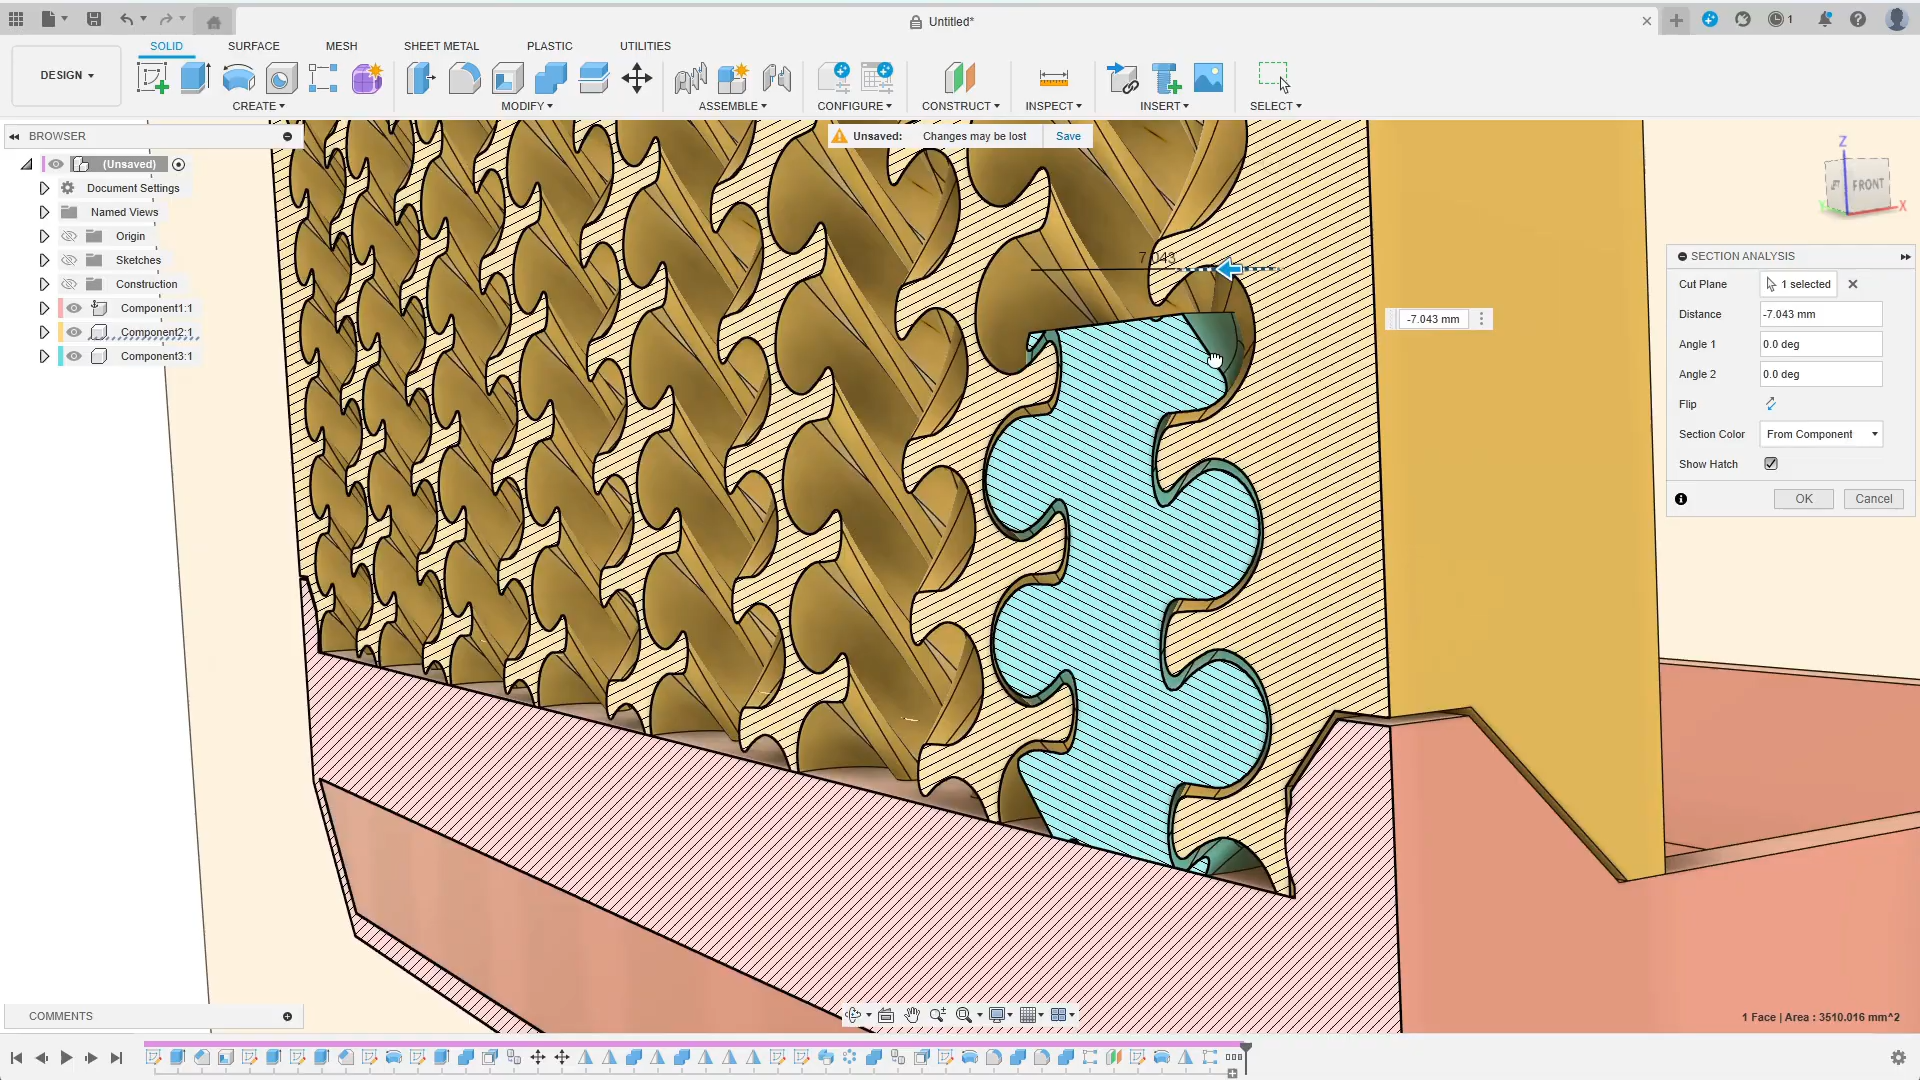 Untitled*
1
DESIGN
SOLID
SURFACE
MESH
SHEET METAL
PLASTIC
UTILITIES
CREATE
MODIFY
ASSEMBLE
CONFIGURE
CONSTRUCT
INSPECT
INSERT
SELECT
BROWSER
Unsaved: Changes may be lost Save
(Unsaved)
Document Settings
Named Views
Origin
Sketches
Construction
Component1:1
Component2:1
Component3:1
Z
FRONT
X
Y
7.043
-7.043 mm
SECTION ANALYSIS
Cut Plane 1 selected
Distance -7.043 mm
Angle 1 0.0 deg
Angle 2 0.0 deg
Flip
Section Color From Component
Show Hatch
OK Cancel
COMMENTS
1 Face | Area : 3510.016 mm^2